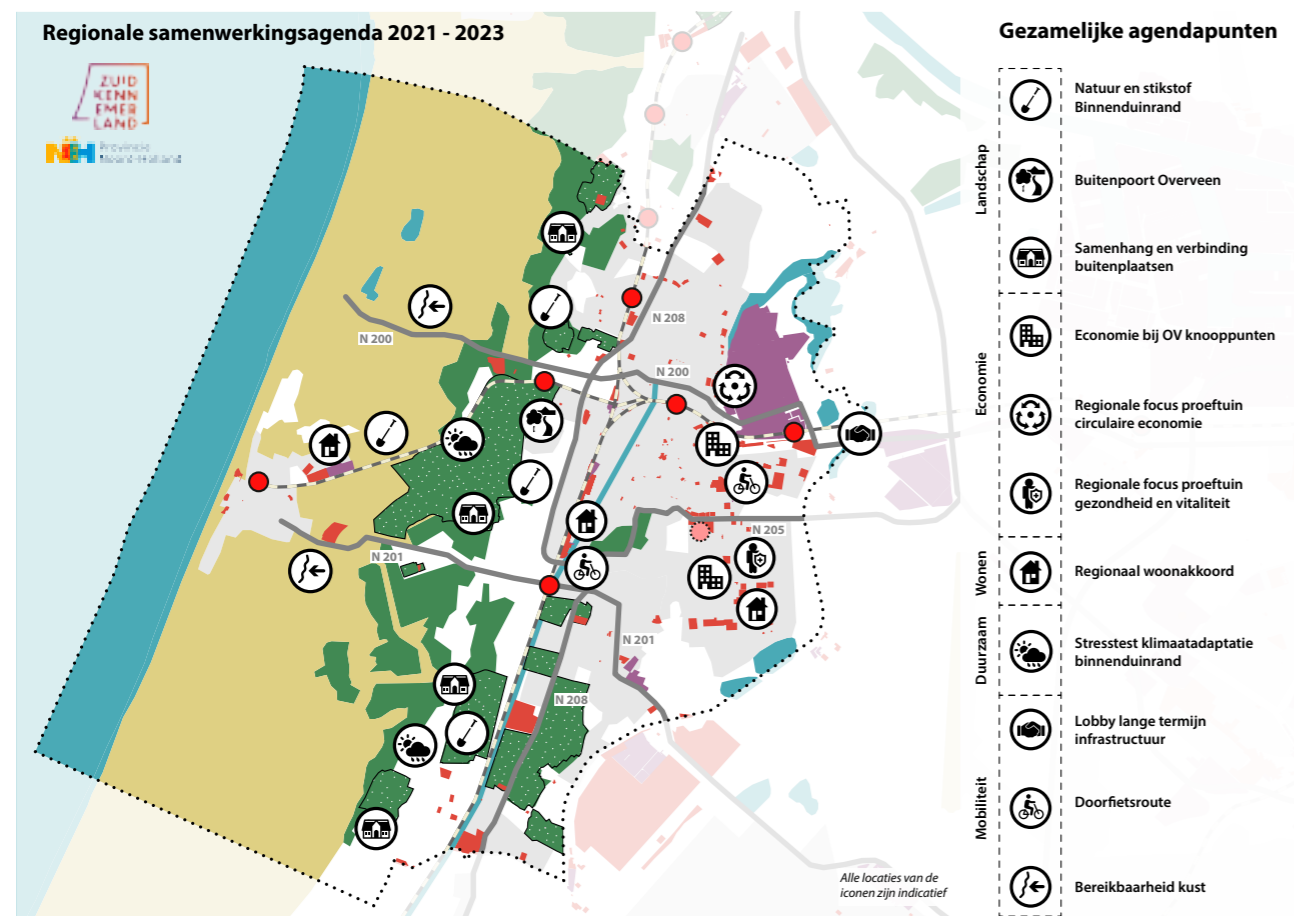 Regionale samenwerkingsagenda 2021 - 2023
ZUID
KENN
EMER
LAND
Provincie
Noord-Holland
N 200
N 208
N 200
N 205
N 201
N 201
N 208
Alle locaties van de
iconen zijn indicatief
Gezamelijke agendapunten
Landschap
Natuur en stikstof
Binnenduinrand
Buitenpoort Overveen
Samenhang en verbinding
buitenplaatsen
Economie
Economie bij OV knooppunten
Regionale focus proeftuin
circulaire economie
Regionale focus proeftuin
gezondheid en vitaliteit
Wonen
Regionaal woonakkoord
Duurzaam
Stresstest klimaatadaptatie
binnenduinrand
Mobiliteit
Lobby lange termijn
infrastructuur
Doorfietsroute
Bereikbaarheid kust